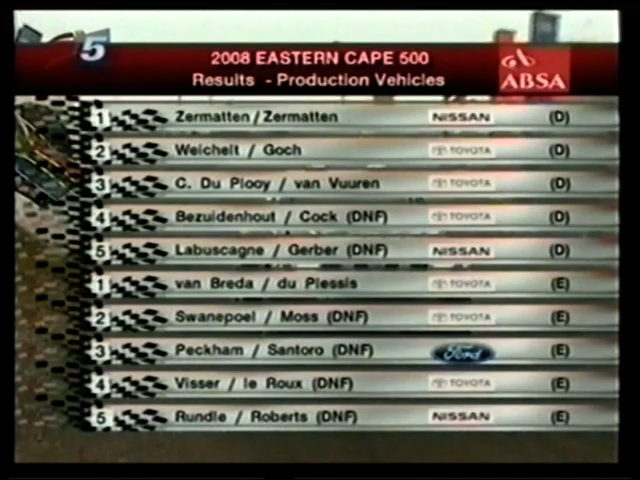 5
2008 EASTERN CAPE 500
Results - Production Vehicles
ABSA
1 Zermatten / Zermatten NISSAN (D)
2 Weichelt / Goch TOYOTA (D)
3 C. Du Plooy / van Vuuren TOYOTA (D)
4 Bezuidenhout / Cock (DNF) TOYOTA (D)
5 Labuscagne / Gerber (DNF) NISSAN (D)
1 van Breda / du Plessis TOYOTA (E)
2 Swanepoel / Moss (DNF) TOYOTA (E)
3 Peckham / Santoro (DNF) Ford (E)
4 Visser / le Roux (DNF) TOYOTA (E)
5 Rundle / Roberts (DNF) NISSAN (E)